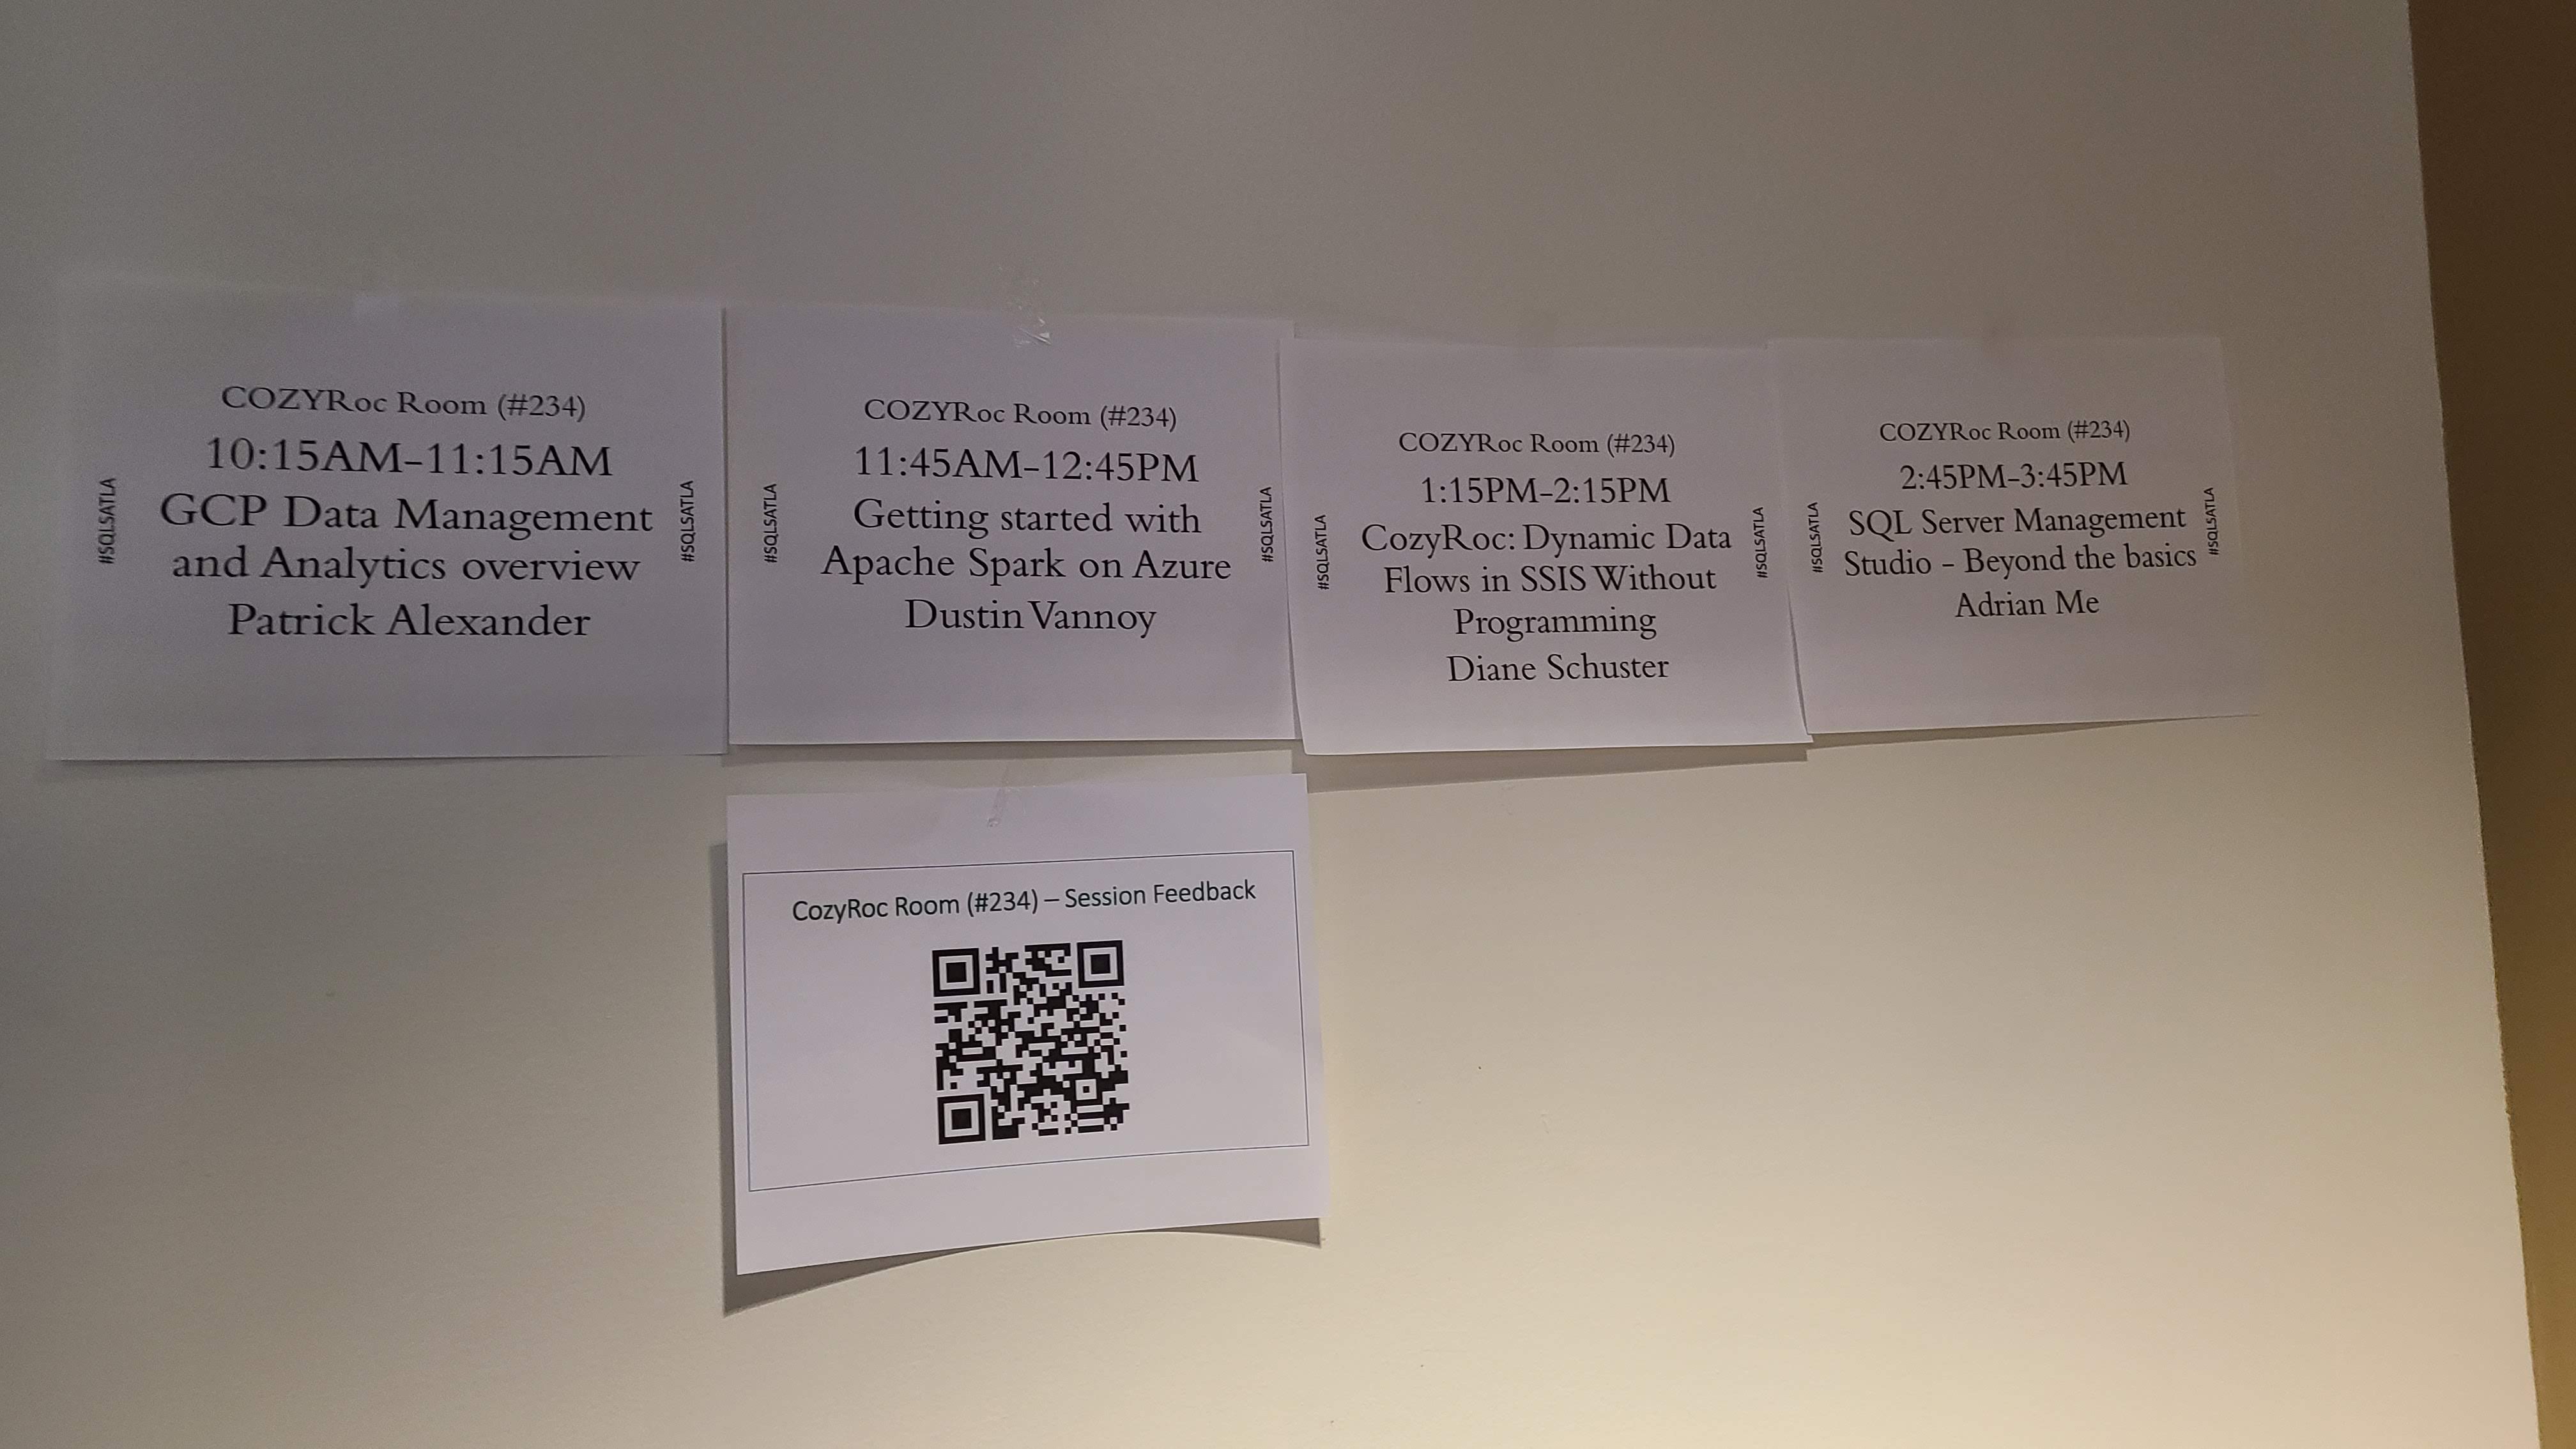 COZYRoc Room (#234)
10:15AM-11:15AM
GCP Data Management
and Analytics overview
Patrick Alexander
#SQLSATLA
#SQLSATLA
COZYRoc Room (#234)
11:45AM-12:45PM
Getting started with
Apache Spark on Azure
Dustin Vannoy
#SQLSATLA
#SQLSATLA
COZYRoc Room (#234)
1:15PM-2:15PM
CozyRoc: Dynamic Data
Flows in SSIS Without
Programming
Diane Schuster
#SQLSATLA
#SQLSATLA
COZYRoc Room (#234)
2:45PM-3:45PM
SQL Server Management
Studio - Beyond the basics
Adrian Me
#SQLSATLA
#SQLSATLA
CozyRoc Room (#234) – Session Feedback